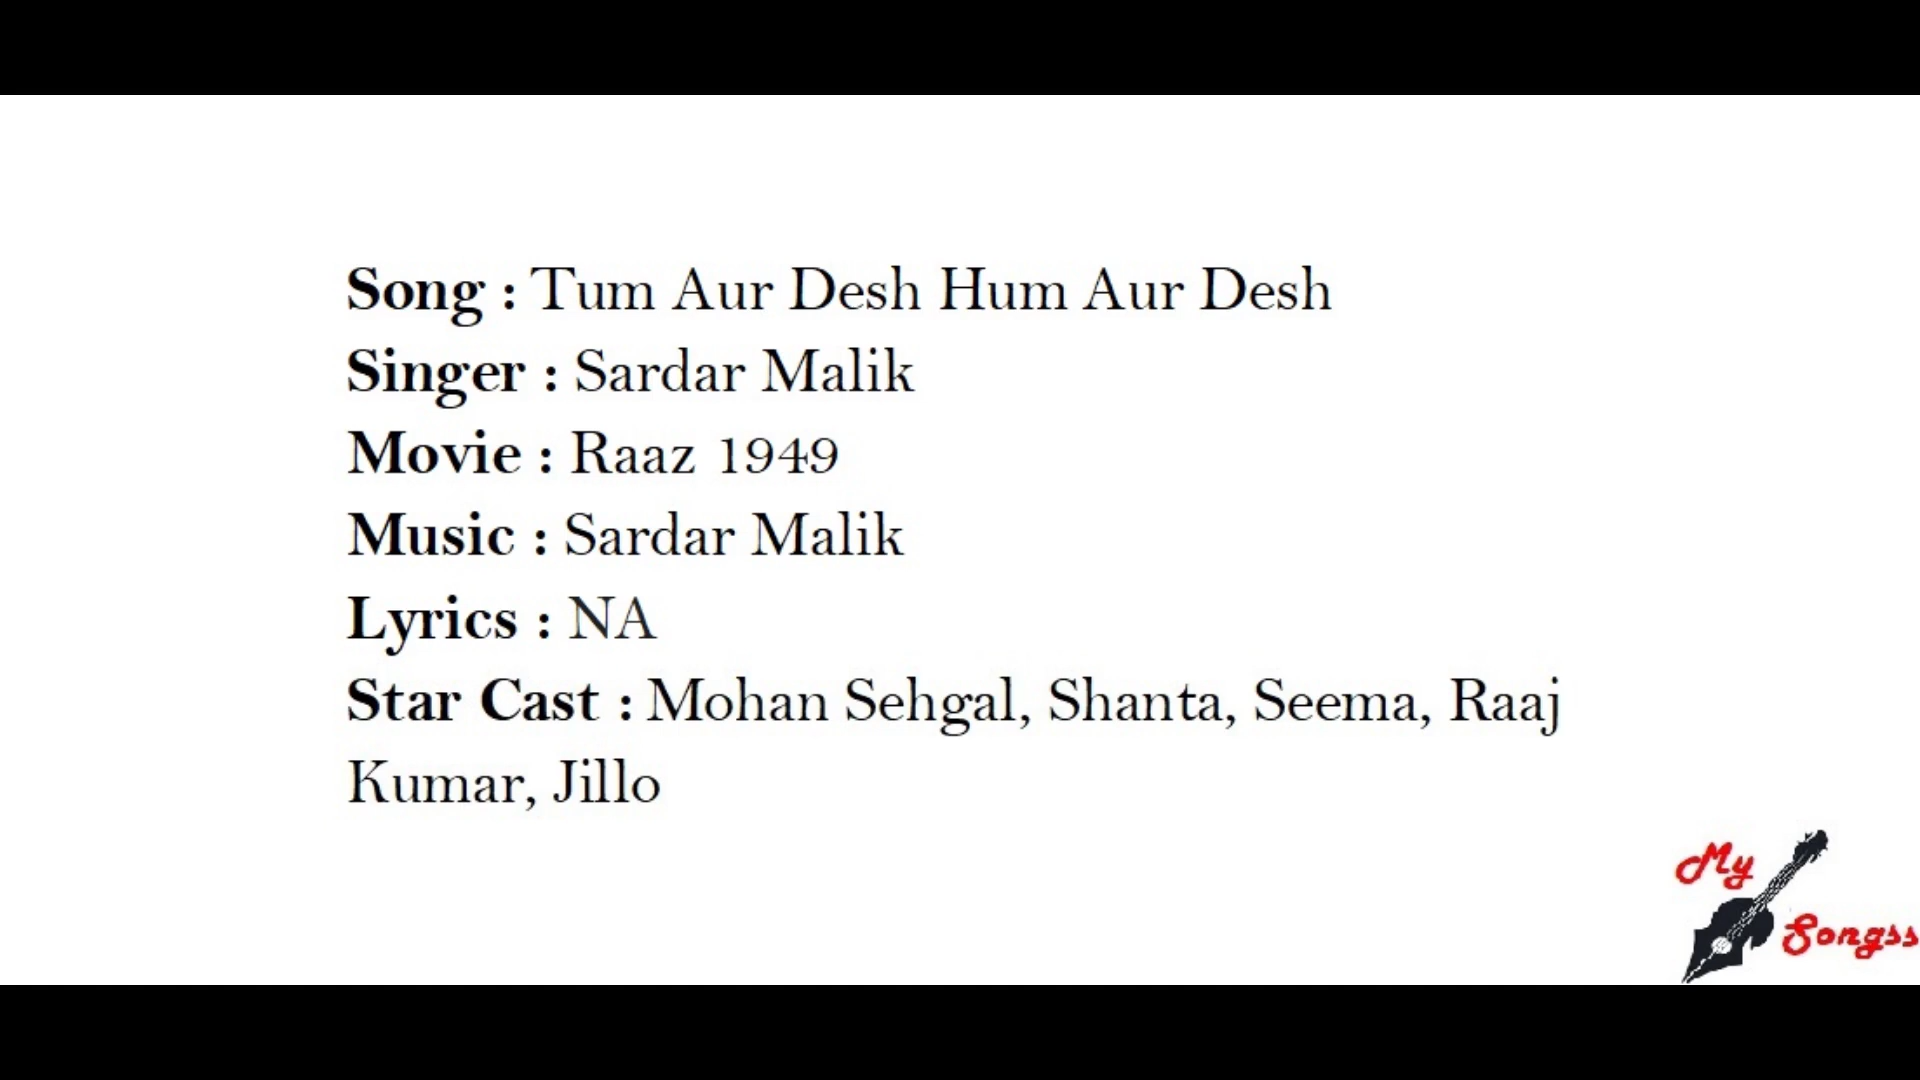 Song : Tum Aur Desh Hum Aur Desh
Singer : Sardar Malik
Movie : Raaz 1949
Music : Sardar Malik
Lyrics : NA
Star Cast : Mohan Sehgal, Shanta, Seema, Raaj
Kumar, Jillo
My
Songss